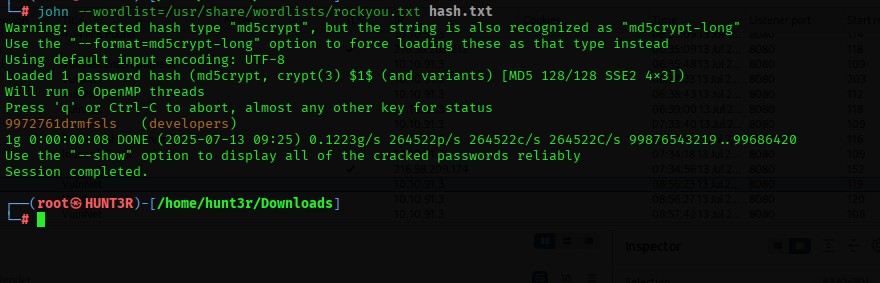 └─# john --wordlist=/usr/share/wordlists/rockyou.txt hash.txt
Warning: detected hash type "md5crypt", but the string is also recognized as "md5crypt-long"
Use the "--format=md5crypt-long" option to force loading these as that type instead
Using default input encoding: UTF-8
Loaded 1 password hash (md5crypt, crypt(3) $1$ (and variants) [MD5 128/128 SSE2 4×3])
Will run 6 OpenMP threads
Press 'q' or Ctrl-C to abort, almost any other key for status
9972761drmfsls   (developers)
1g 0:00:00:08 DONE (2025-07-13 09:25) 0.1223g/s 264522p/s 264522c/s 264522C/s 99876543219..99686420
Use the "--show" option to display all of the cracked passwords reliably
Session completed.
┌──(root㉿HUNT3R)-[/home/hunt3r/Downloads]
└─#
Inspector